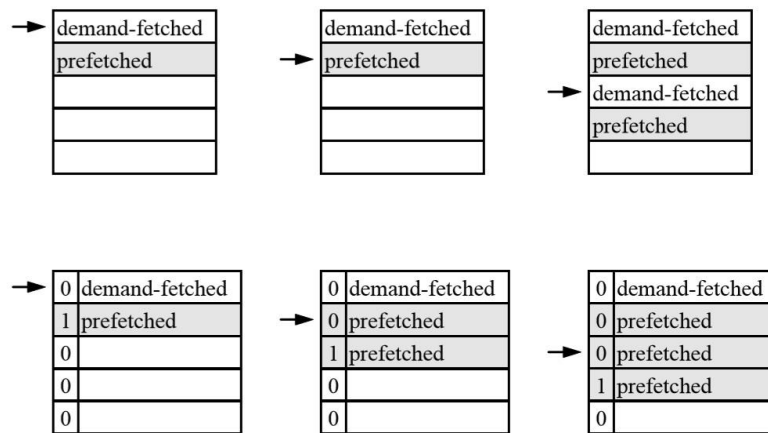 demand-fetched demand-fetched demand-fetched
prefetched prefetched prefetched
demand-fetched
prefetched
0 demand-fetched 0 demand-fetched 0 demand-fetched
1 prefetched 0 prefetched 0 prefetched
0 1 prefetched 0 prefetched
0 0 1 prefetched
0 0 0